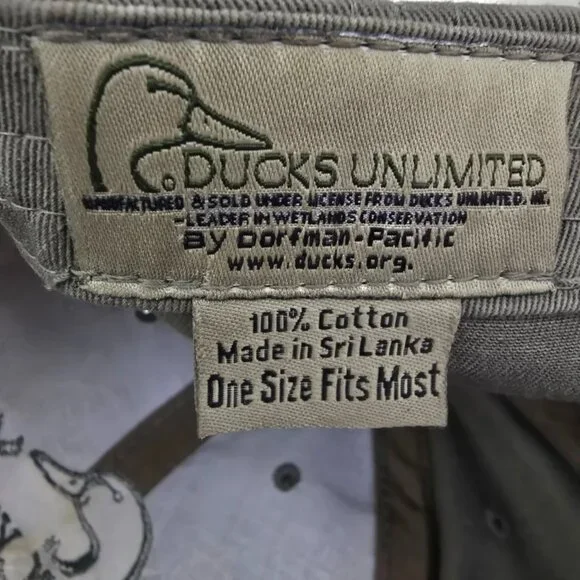 DUCKS UNLIMITED
MANUFACTURED & SOLD UNDER LICENSE FROM DUCKS UNLIMITED, INC.
-LEADER IN WETLANDS CONSERVATION
By Dorfman-Pacific
www.ducks.org.
100% Cotton
Made in Sri Lanka
One Size Fits Most